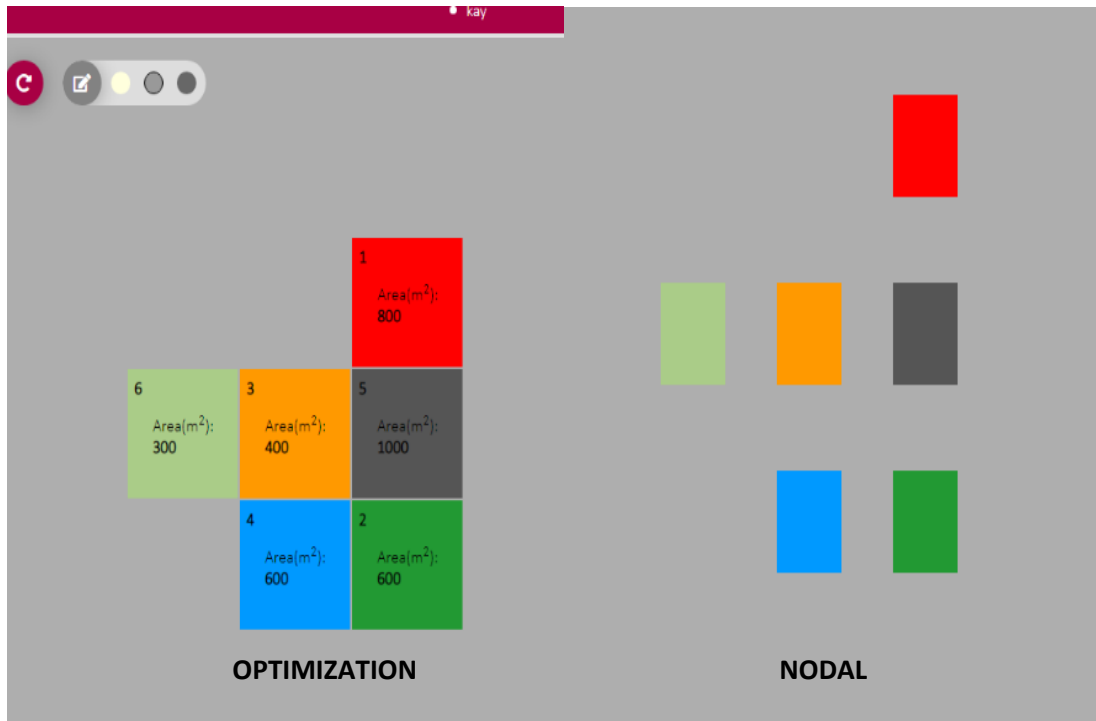 kay
1
Area(m²):
800
6
Area(m²):
300
3
Area(m²):
400
5
Area(m²):
1000
4
Area(m²):
600
2
Area(m²):
600
OPTIMIZATION
NODAL